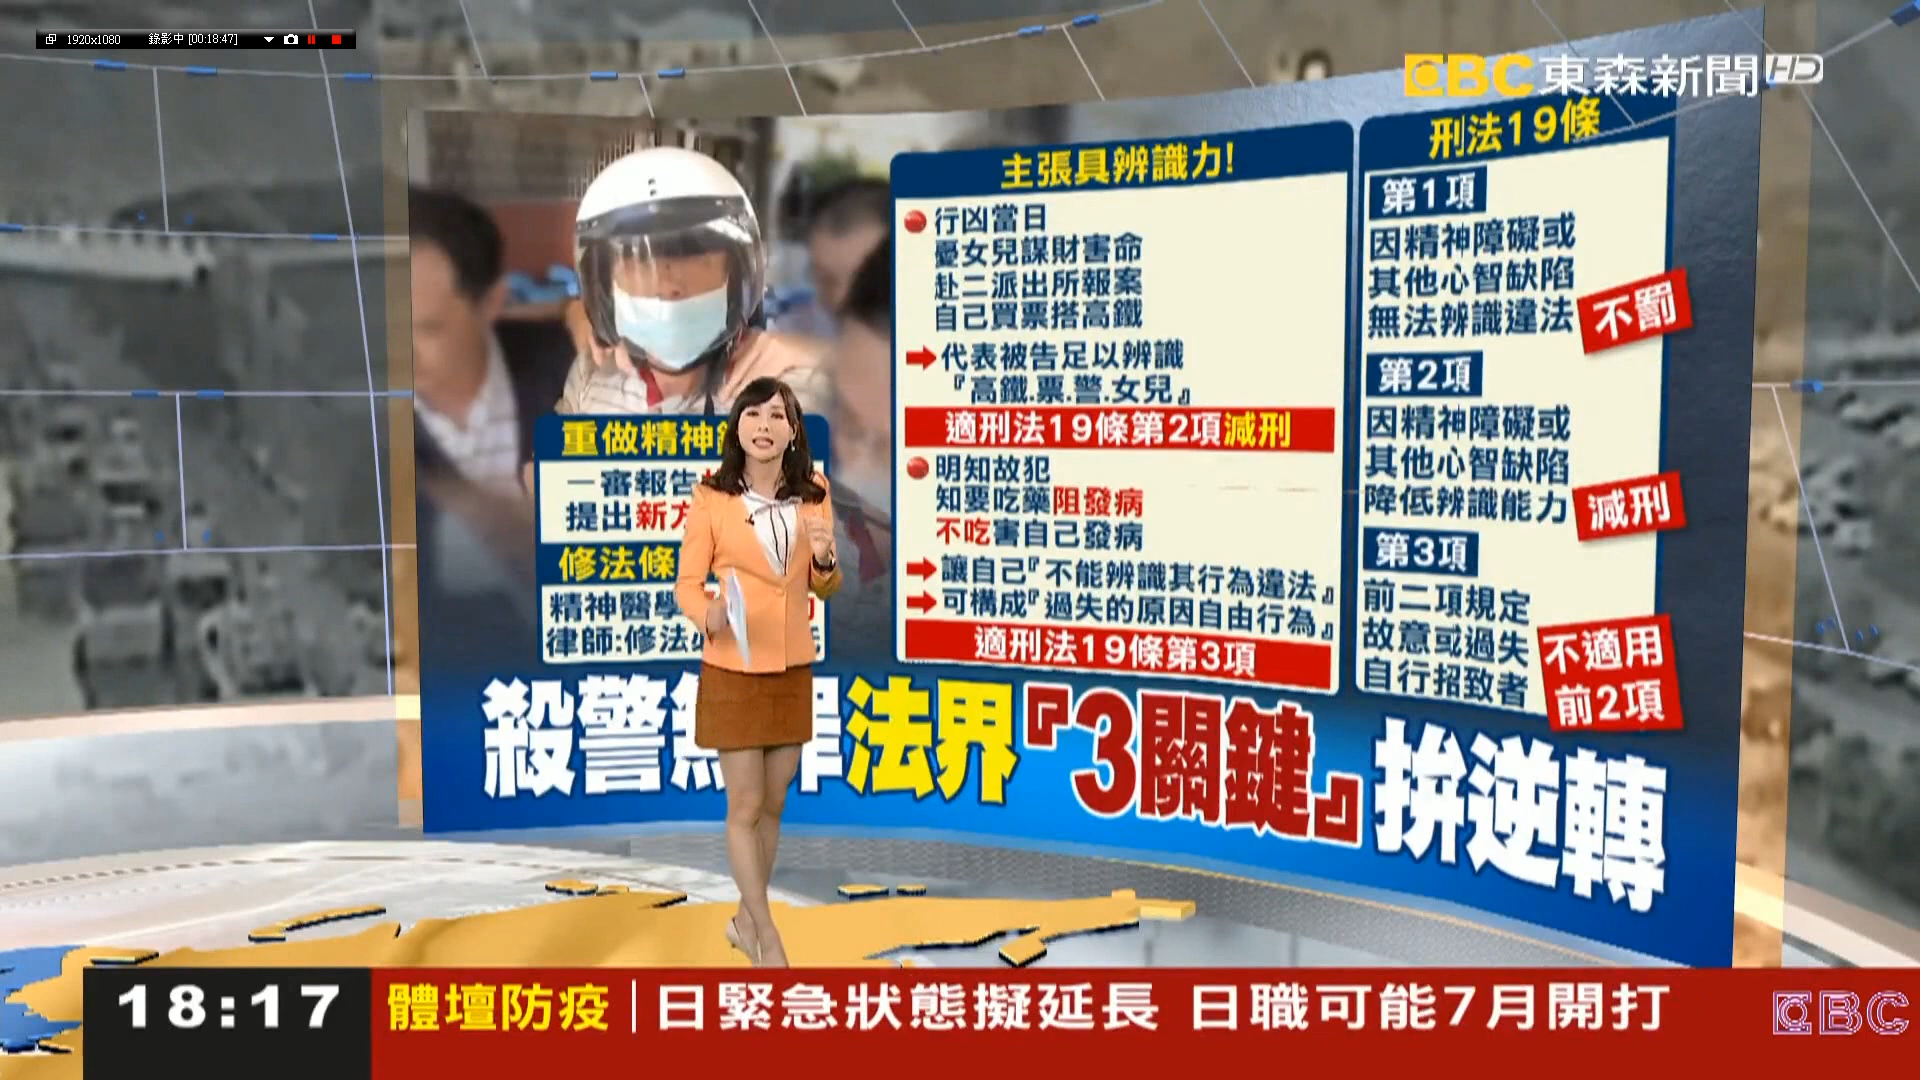 1920x1080
錄影中 [00:18:47]
EBC 東森新聞 HD
重做精神
一審報告
提出新方
修法條
精神醫學
律師:修法
主張具辨識力!
行凶當日
憂女兒謀財害命
赴二派出所報案
自己買票搭高鐵
代表被告足以辨識
『高鐵.票.警.女兒』
適刑法19條第2項減刑
明知故犯
知要吃藥阻發病
不吃害自己發病
讓自己『不能辨識其行為違法』
可構成『過失的原因自由行為』
適刑法19條第3項
刑法19條
第1項
因精神障礙或
其他心智缺陷
無法辨識違法
不罰
第2項
因精神障礙或
其他心智缺陷
降低辨識能力
減刑
第3項
前二項規定
故意或過失
自行招致者
不適用
前2項
殺警無罪法界『3關鍵』拚逆轉
18:17
體壇防疫|日緊急狀態擬延長 日職可能7月開打
EBC